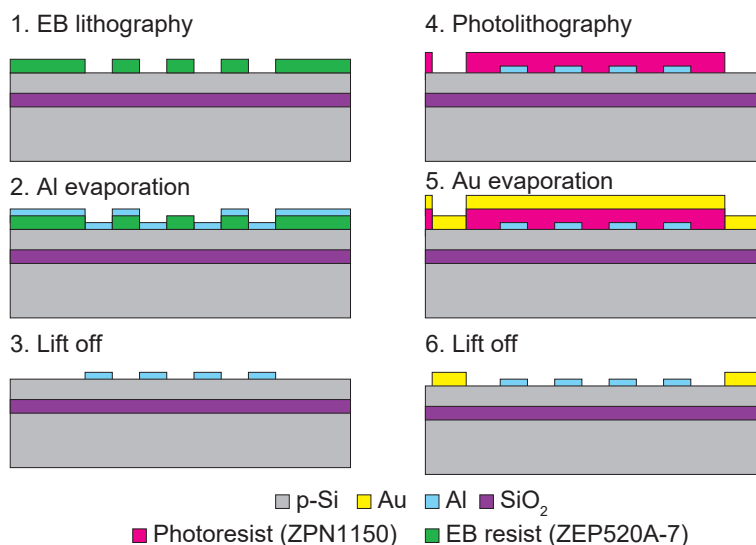 1. EB lithography
2. Al evaporation
3. Lift off
4. Photolithography
5. Au evaporation
6. Lift off
p-Si Au Al SiO₂
Photoresist (ZPN1150) EB resist (ZEP520A-7)